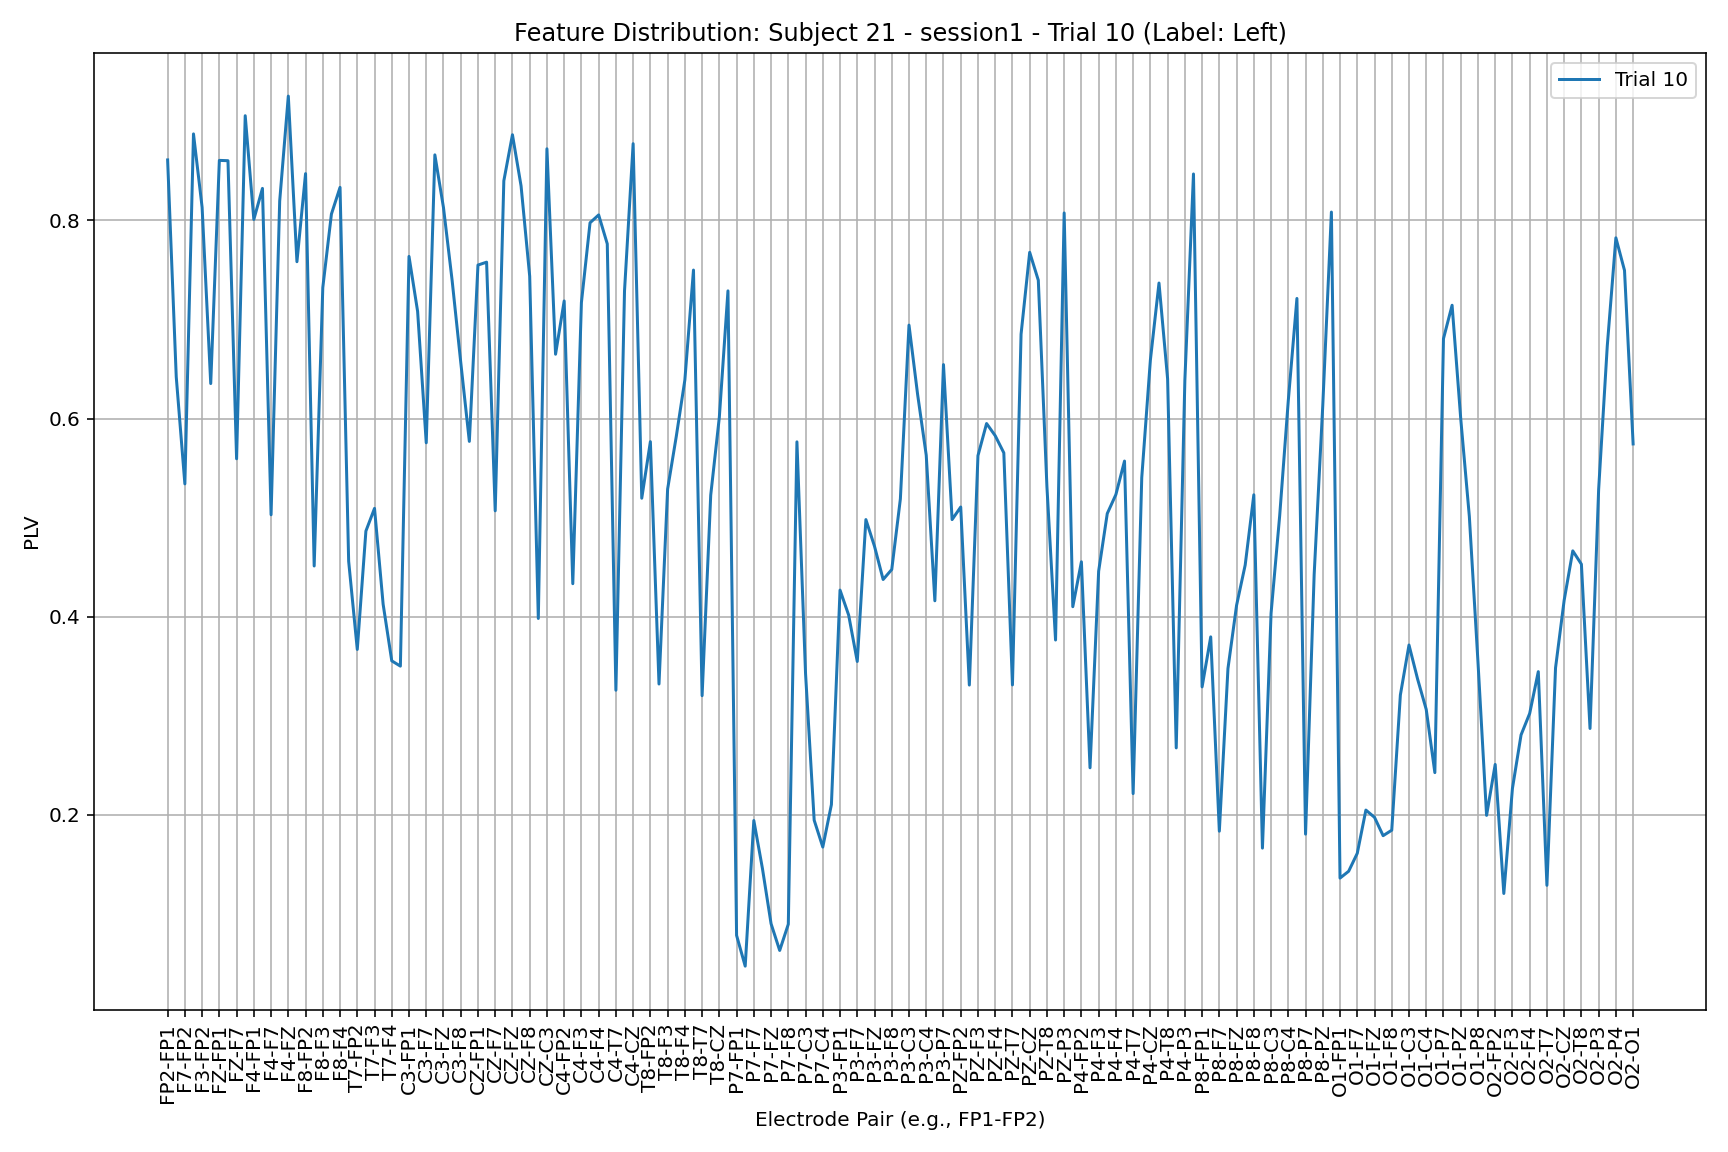 Feature Distribution: Subject 21 - session1 - Trial 10 (Label: Left)
Trial 10
PLV
0.8
0.6
0.4
0.2
FP2-FP1
F7-FP2
F3-FP2
FZ-FP1
FZ-F7
F4-FP1
F4-F7
F4-FZ
F8-FP2
F8-F3
F8-F4
T7-FP2
T7-F3
T7-F4
C3-FP1
C3-F7
C3-FZ
C3-F8
CZ-FP1
CZ-F7
CZ-FZ
CZ-F8
CZ-C3
C4-FP2
C4-F3
C4-F4
C4-T7
C4-CZ
T8-FP2
T8-F3
T8-F4
T8-T7
T8-CZ
P7-FP1
P7-F7
P7-FZ
P7-F8
P7-C3
P7-C4
P3-FP1
P3-F7
P3-FZ
P3-F8
P3-C3
P3-C4
P3-P7
PZ-FP2
PZ-F3
PZ-F4
PZ-T7
PZ-CZ
PZ-T8
PZ-P3
P4-FP2
P4-F3
P4-F4
P4-T7
P4-CZ
P4-T8
P4-P3
P8-FP1
P8-F7
P8-FZ
P8-F8
P8-C3
P8-C4
P8-P7
P8-PZ
O1-FP1
O1-F7
O1-FZ
O1-F8
O1-C3
O1-C4
O1-P7
O1-PZ
O1-P8
O2-FP2
O2-F3
O2-F4
O2-T7
O2-CZ
O2-T8
O2-P3
O2-P4
O2-O1
Electrode Pair (e.g., FP1-FP2)